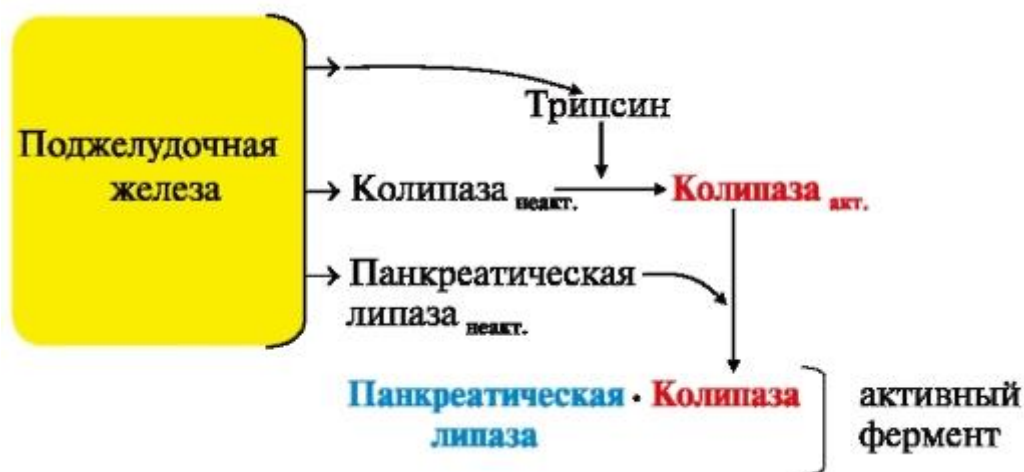 Трипсин
Поджелудочная
железа
Колипаза неакт.
Колипаза акт.
Панкреатическая
липаза неакт.
Панкреатическая · Колипаза
липаза
активный
фермент